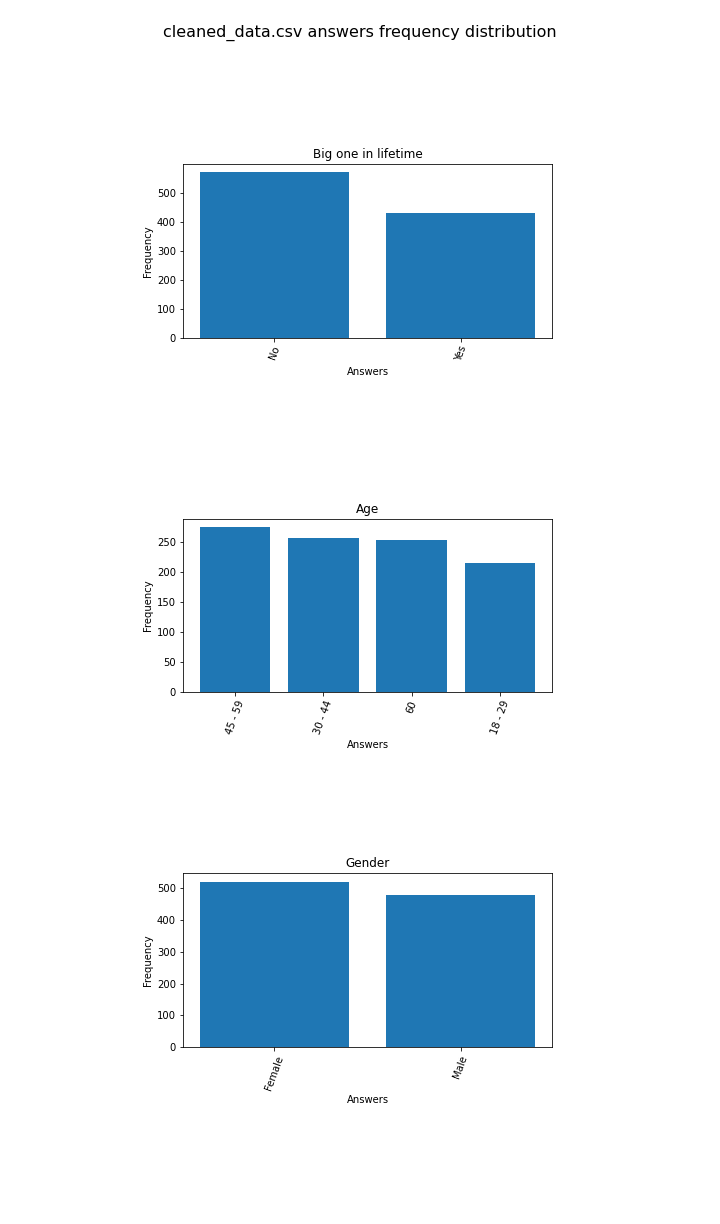 cleaned_data.csv answers frequency distribution
Big one in lifetime
Frequency
500
400
300
200
100
0
No
Yes
Answers
Age
Frequency
250
200
150
100
50
0
45 - 59
30 - 44
60
18 - 29
Answers
Gender
Frequency
500
400
300
200
100
0
Female
Male
Answers